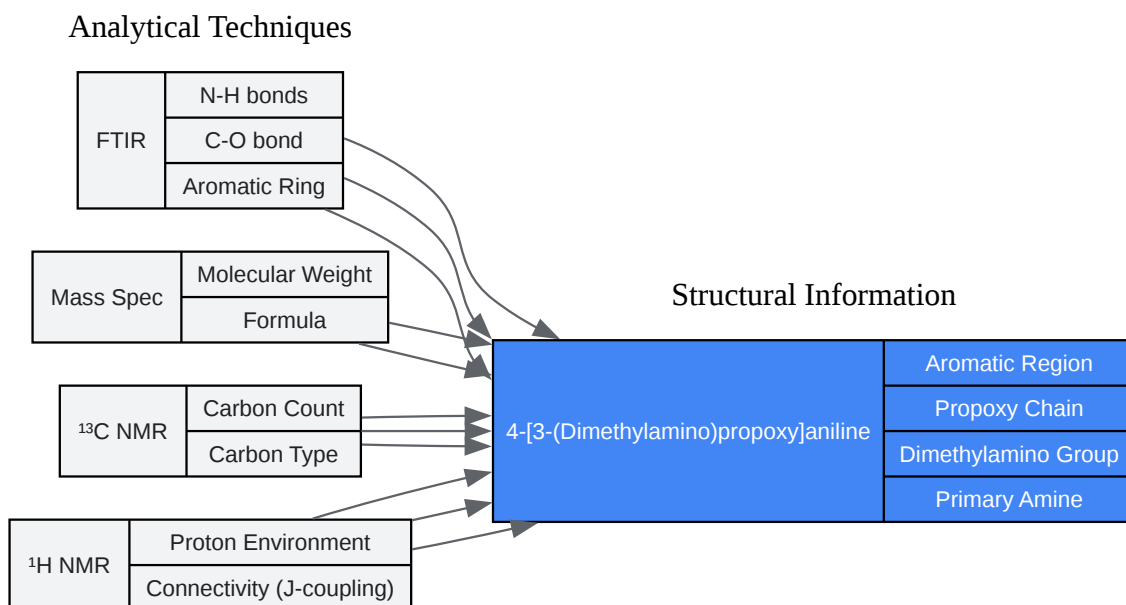 Analytical Techniques
FTIR
N-H bonds
C-O bond
Aromatic Ring
Mass Spec
Molecular Weight
Formula
¹³C NMR
Carbon Count
Carbon Type
¹H NMR
Proton Environment
Connectivity (J-coupling)
Structural Information
4-[3-(Dimethylamino)propoxy]aniline
Aromatic Region
Propoxy Chain
Dimethylamino Group
Primary Amine